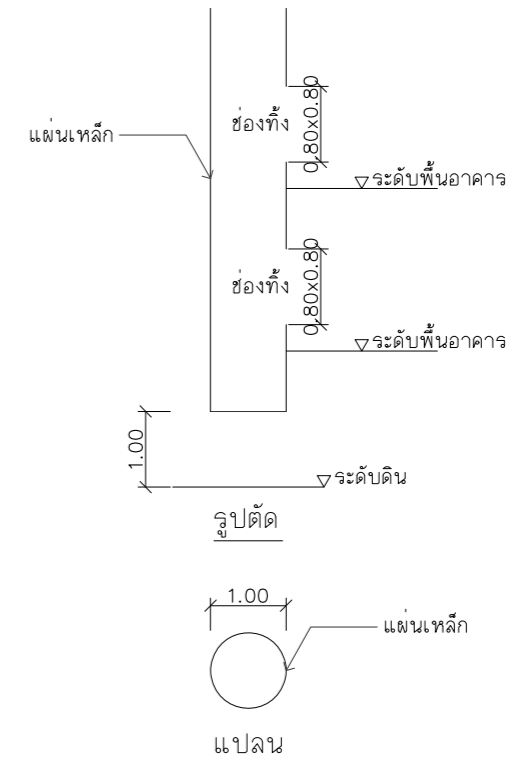 0.80x0.80
ช่องทิ้ง
แผ่นเหล็ก
ระดับพื้นอาคาร
0.80x0.80
ช่องทิ้ง
ระดับพื้นอาคาร
1.00
ระดับดิน
รูปตัด
1.00
แผ่นเหล็ก
แปลน